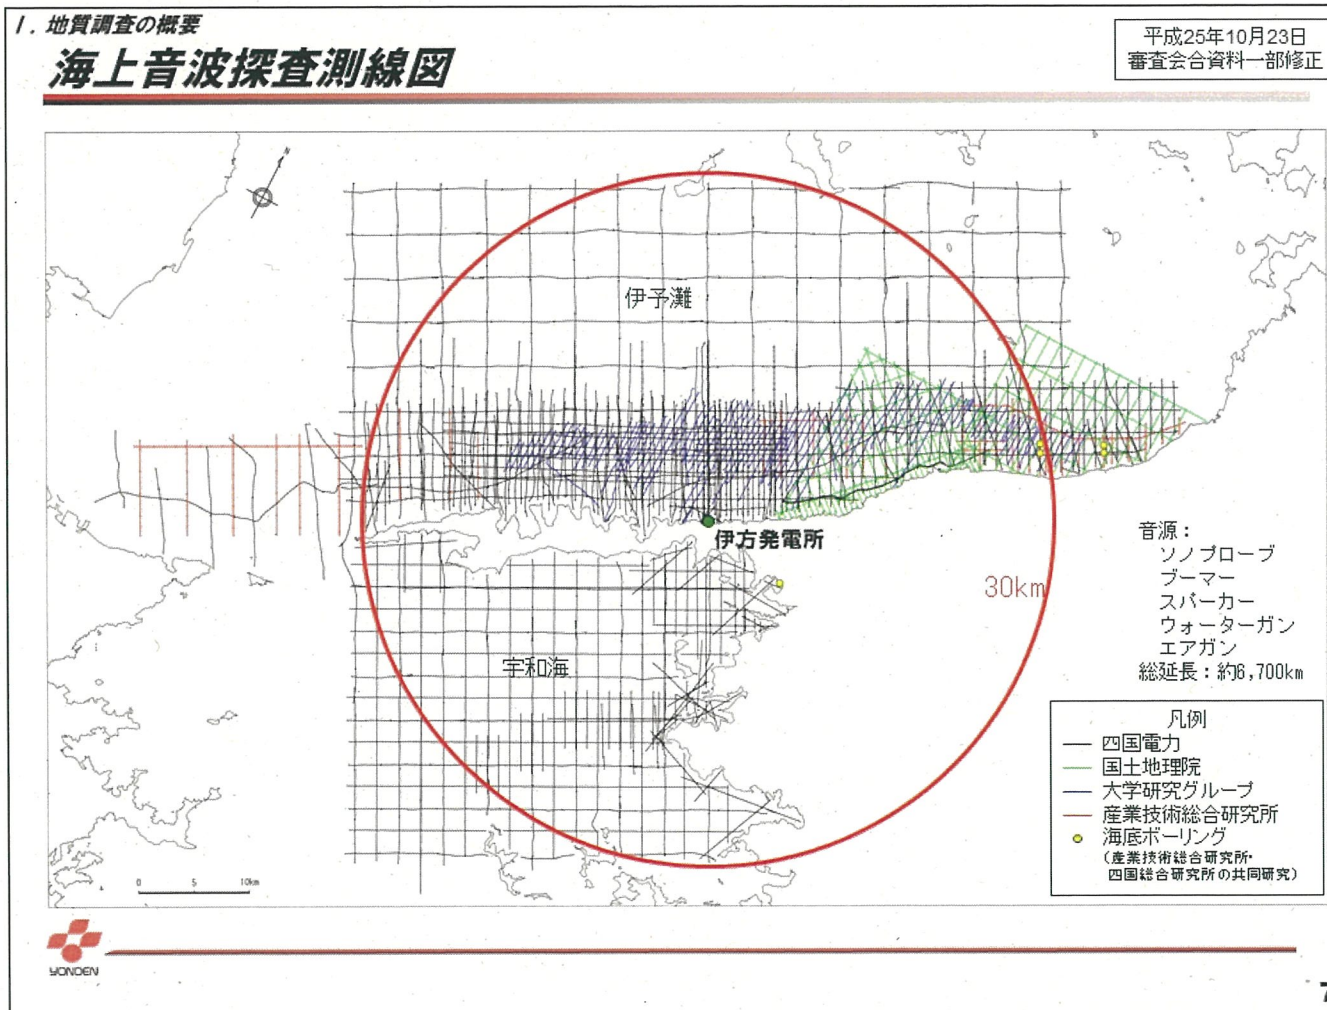 I. 地質調査の概要
海上音波探査測線図
平成25年10月23日
審査会合資料一部修正
N
伊予灘
伊方発電所
30km
宇和海
音源：
ソノプローブ
ブーマー
スパーカー
ウォーターガン
エアガン
総延長：約6,700km
凡例
四国電力
国土地理院
大学研究グループ
産業技術総合研究所
海底ボーリング
(産業技術総合研究所・
四国総合研究所の共同研究)
0 5 10km
YONDEN
7